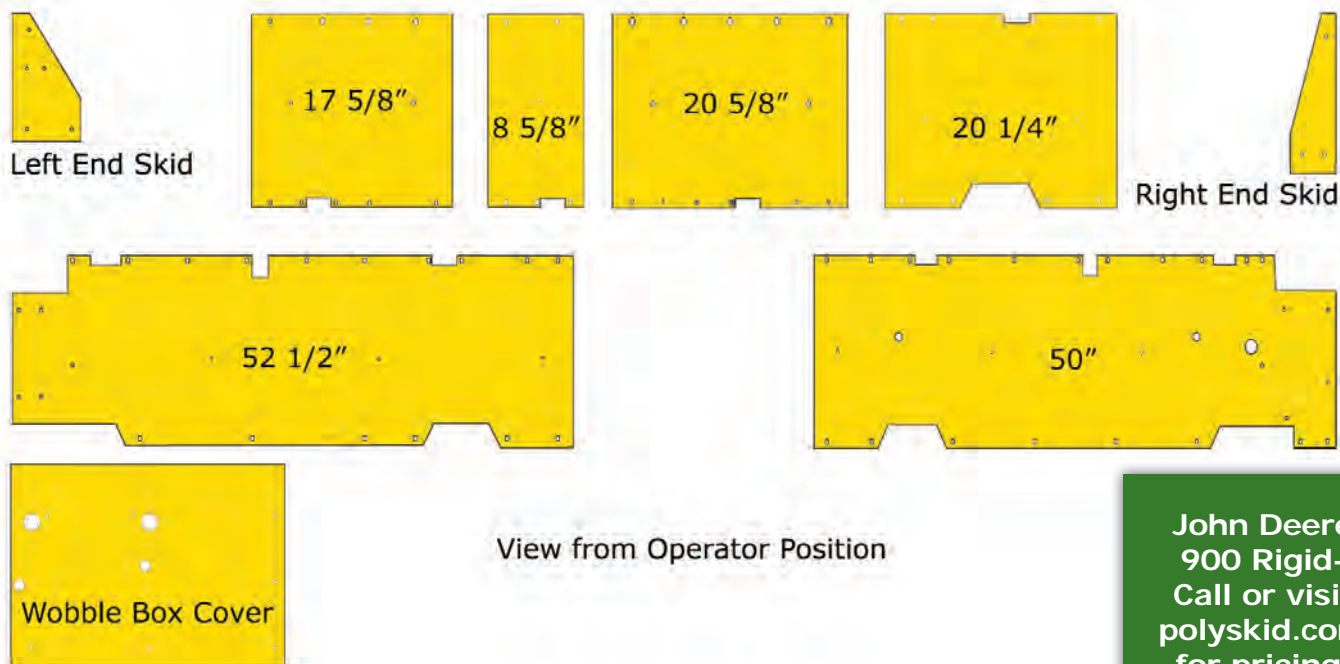 17 5/8"
8 5/8"
20 5/8"
20 1/4"
Left End Skid
Right End Skid
52 1/2"
50"
View from Operator Position
Wobble Box Cover
John Deere
900 Rigid-
Call or visi
polyskid.co
for pricing